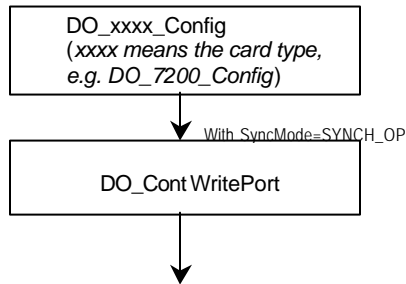 DO_xxxx_Config
(xxxx means the card type,
e.g. DO_7200_Config)
With SyncMode=SYNCH_OP
DO_Cont WritePort